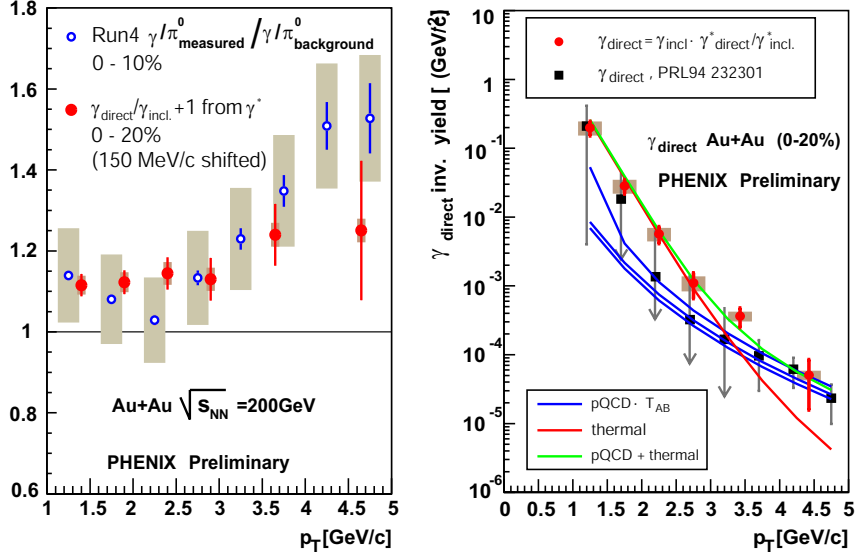 1.8
1.6
1.4
1.2
1
0.8
0.6
Run4 γ/π⁰measured / γ/π⁰background
0 - 10%
γdirect/γincl. +1 from γ*
0 - 20%
(150 MeV/c shifted)
Au+Au √sNN =200GeV
PHENIX Preliminary
1 1.5 2 2.5 3 3.5 4 4.5 5
pT[GeV/c]
γdirect inv. yield [ (GeV/c)²
10
1
10⁻¹
10⁻²
10⁻³
10⁻⁴
10⁻⁵
10⁻⁶
γdirect = γincl · γ*direct/γ*incl.
γdirect , PRL94 232301
γdirect Au+Au (0-20%)
PHENIX Preliminary
pQCD · TAB
thermal
pQCD + thermal
0 0.5 1 1.5 2 2.5 3 3.5 4 4.5 5
pT[GeV/c]